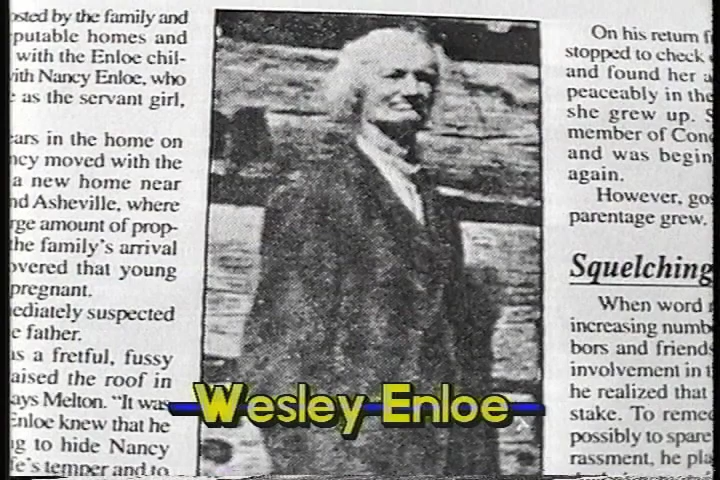 osted by the family and
putable homes and
with the Enloe chil-
ith Nancy Enloe, who
as the servant girl,
ears in the home on
ncy moved with the
a new home near
nd Asheville, where
rge amount of prop-
the family's arrival
overed that young
pregnant.
ediately suspected
e father.
as a fretful, fussy
aised the roof in
ays Melton. "It was
Enloe knew that he
ng to hide Nancy
fe's temper and to
Wesley Enloe
On his return f
stopped to check
and found her a
peaceably in the
she grew up. S
member of Con
and was begin
again.
However, gos
parentage grew.
Squelching
When word
increasing numb
bors and friends
involvement in t
he realized that
stake. To reme
possibly to spare
rassment, he pla